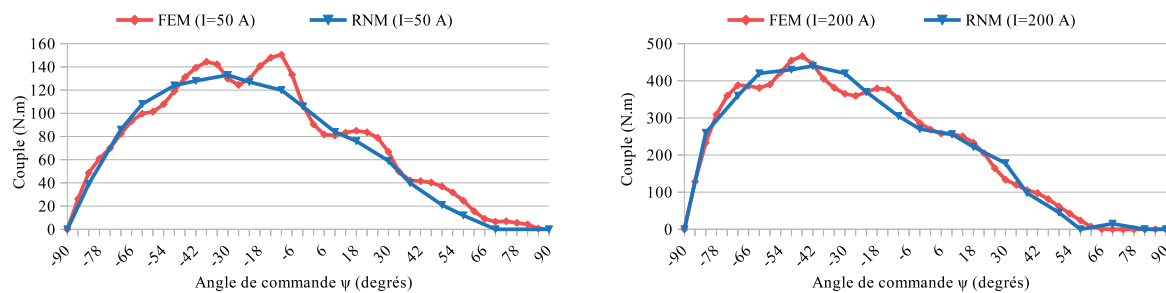 FEM (I=50 A) RNM (I=50 A)
160
140
120
100
80
60
40
20
0
Couple (N.m)
-90 -78 -66 -54 -42 -30 -18 -6 6 18 30 42 54 66 78 90
Angle de commande ψ (degrés)
FEM (I=200 A) RNM (I=200 A)
500
400
300
200
100
0
Couple (N.m)
-90 -78 -66 -54 -42 -30 -18 -6 6 18 30 42 54 66 78 90
Angle de commande ψ (degrés)